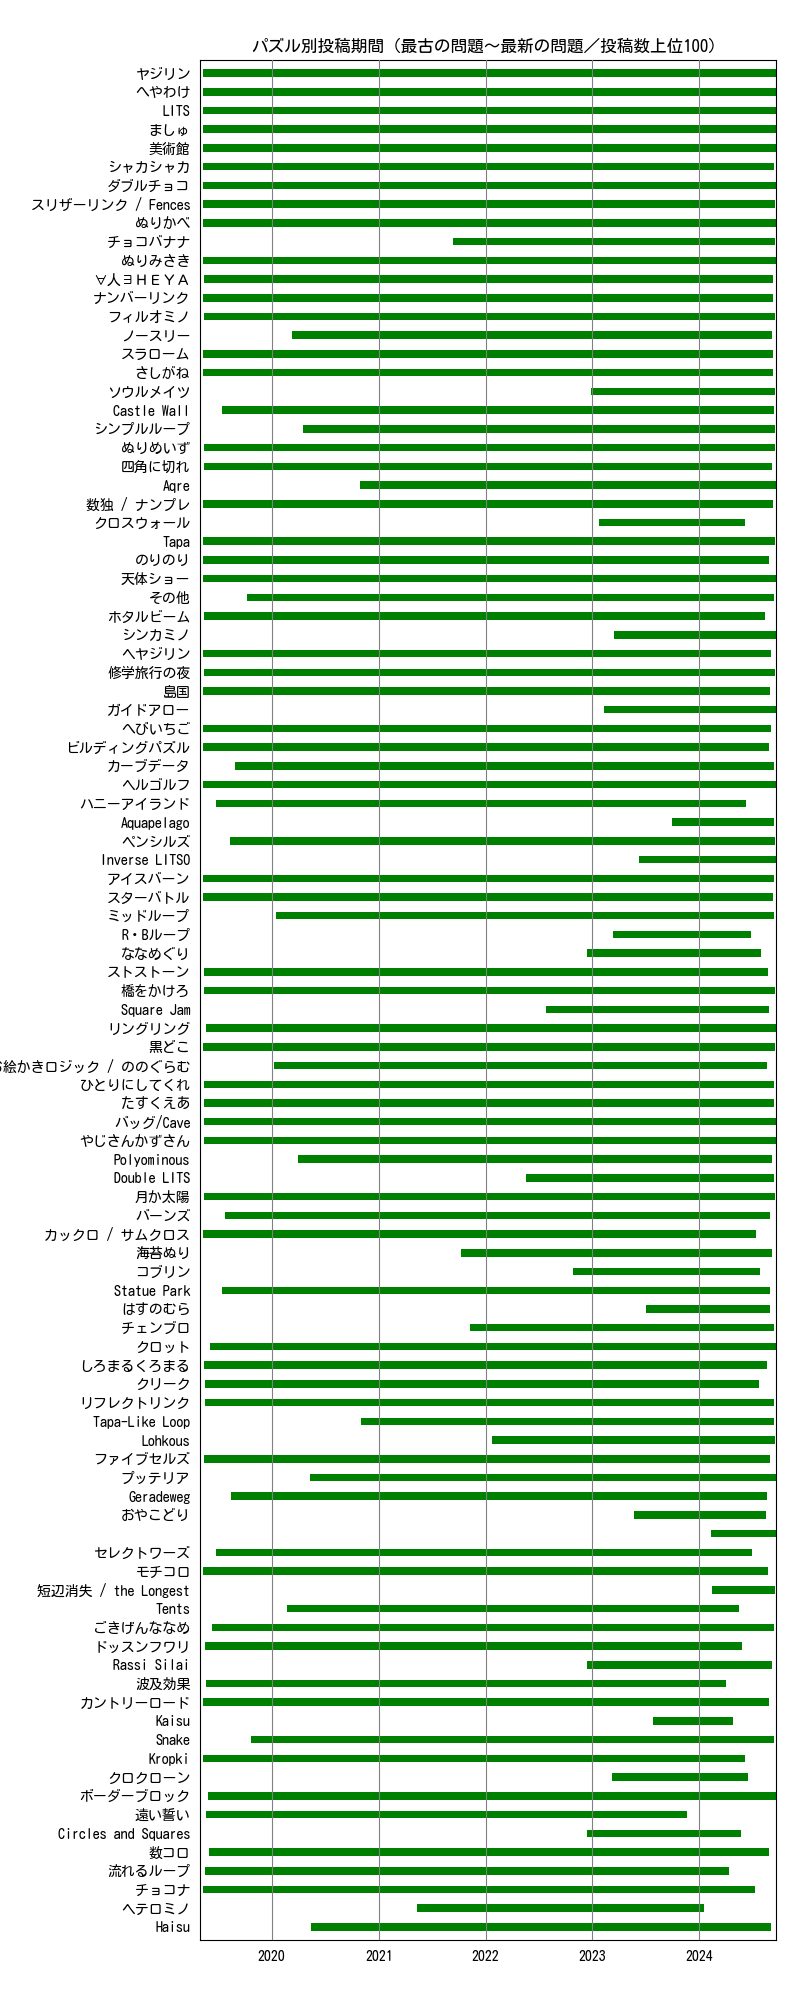 パズル別投稿期間（最古の問題～最新の問題／投稿数上位100）
ヤジリン
へやわけ
LITS
ましゅ
美術館
シャカシャカ
ダブルチョコ
スリザーリンク / Fences
ぬりかべ
チョコバナナ
ぬりみさき
∀人∃ＨＥＹＡ
ナンバーリンク
フィルオミノ
ノースリー
スラローム
さしがね
ソウルメイツ
Castle Wall
シンプルループ
ぬりめいず
四角に切れ
Aqre
数独 / ナンプレ
クロスウォール
Tapa
のりのり
天体ショー
その他
ホタルビーム
シンカミノ
へヤジリン
修学旅行の夜
島国
ガイドアロー
へびいちご
ビルディングパズル
カーブデータ
ヘルゴルフ
ハニーアイランド
Aquapelago
ペンシルズ
Inverse LITSO
アイスバーン
スターバトル
ミッドループ
R・Bループ
ななめぐり
ストストーン
橋をかけろ
Square Jam
リングリング
黒どこ
絵かきロジック / ののぐらむ
ひとりにしてくれ
たすくえあ
バッグ/Cave
やじさんかずさん
Polyominous
Double LITS
月か太陽
バーンズ
カックロ / サムクロス
海苔ぬり
コブリン
Statue Park
はすのむら
チェンブロ
クロット
しろまるくろまる
クリーク
リフレクトリンク
Tapa-Like Loop
Lohkous
ファイブセルズ
プッテリア
Geradeweg
おやこどり
セレクトワーズ
モチコロ
短辺消失 / the Longest
Tents
ごきげんななめ
ドッスンフワリ
Rassi Silai
波及効果
カントリーロード
Kaisu
Snake
Kropki
クロクローン
ボーダーブロック
遠い誓い
Circles and Squares
数コロ
流れるループ
チョコナ
ヘテロミノ
Haisu
2020 2021 2022 2023 2024